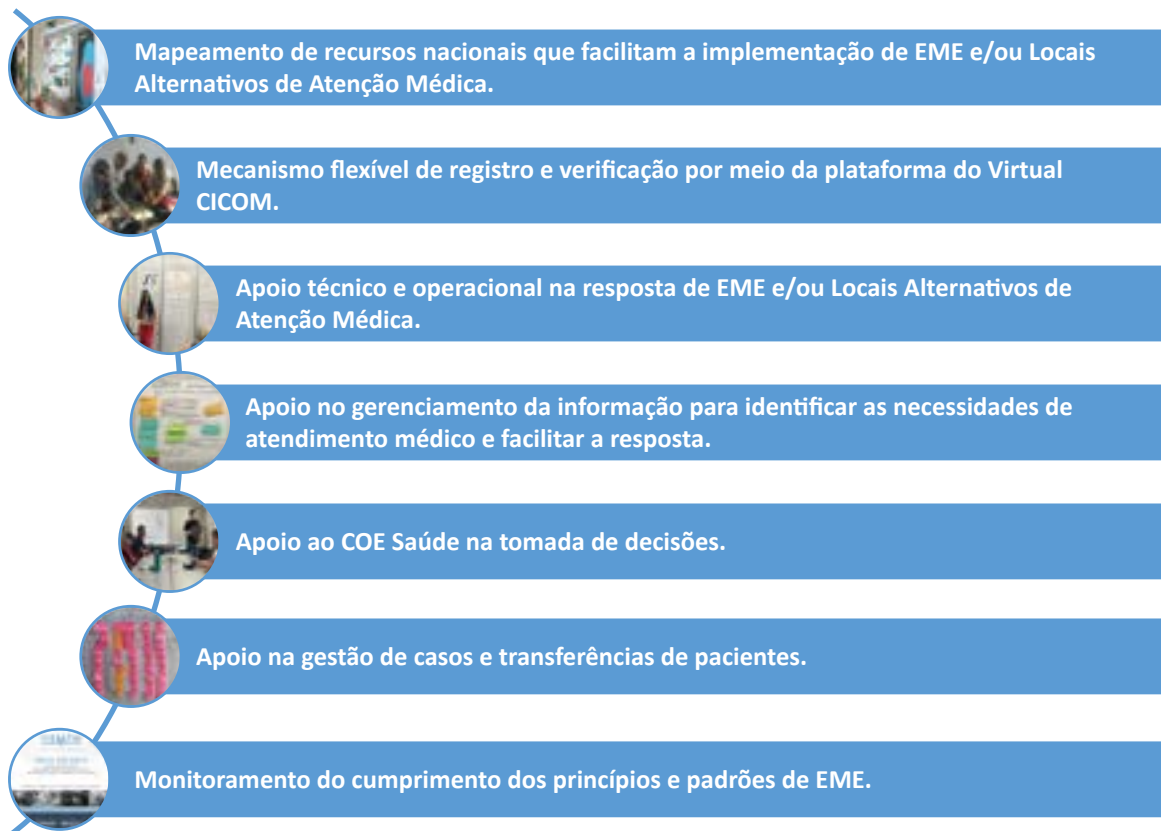 Mapeamento de recursos nacionais que facilitam a implementação de EME e/ou Locais
Alternativos de Atenção Médica.
Mecanismo flexível de registro e verificação por meio da plataforma do Virtual
CICOM.
Apoio técnico e operacional na resposta de EME e/ou Locais Alternativos de
Atenção Médica.
Apoio no gerenciamento da informação para identificar as necessidades de
atendimento médico e facilitar a resposta.
Apoio ao COE Saúde na tomada de decisões.
Apoio na gestão de casos e transferências de pacientes.
Monitoramento do cumprimento dos princípios e padrões de EME.